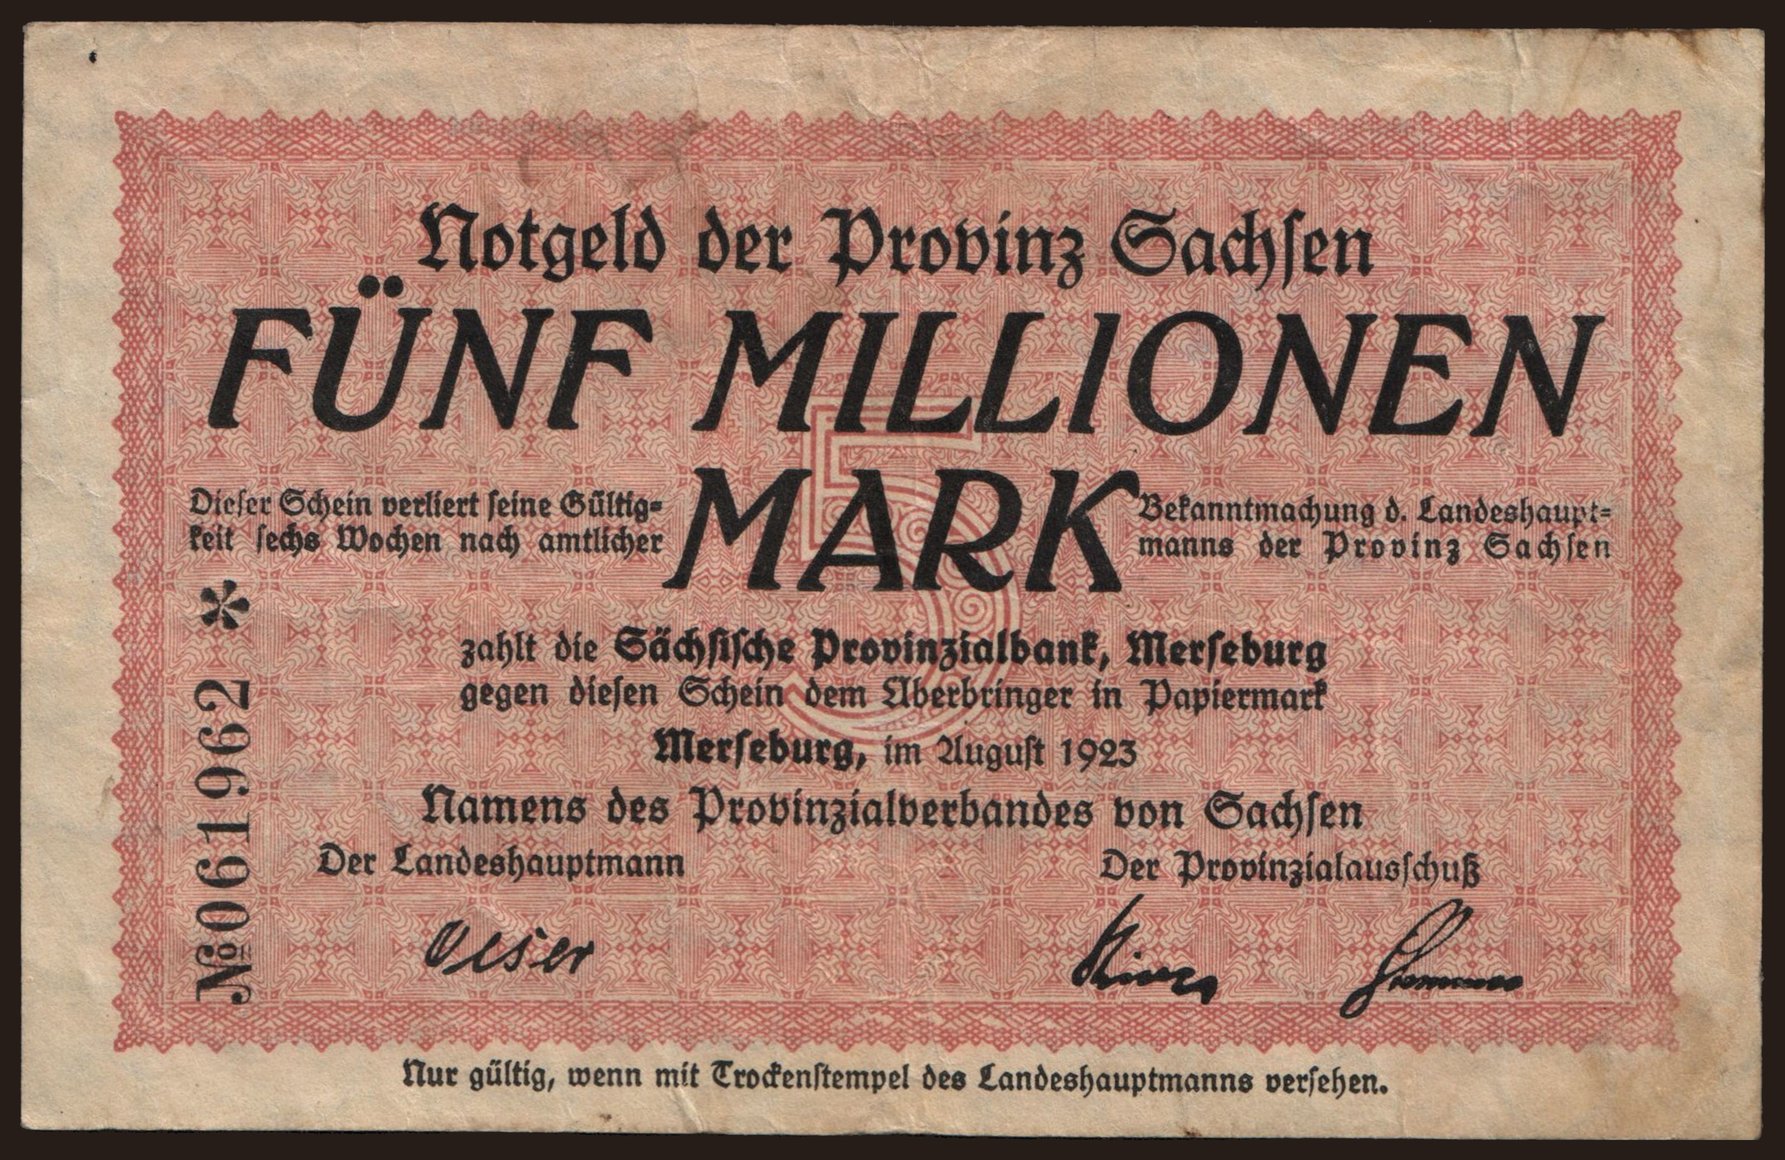 Notgeld der Provinz Sachsen
FÜNF MILLIONEN
MARK
5
Dieser Schein verliert seine Gültig=
keit sechs Wochen nach amtlicher
Bekanntmachung d. Landeshaupt=
manns der Provinz Sachsen
zahlt die Sächsische Provinzialbank, Merseburg
gegen diesen Schein dem Überbringer in Papiermark
Merseburg, im August 1923
Namens des Provinzialverbandes von Sachsen
Der Landeshauptmann
Der Provinzialausschuß
№061962 *
Nur gültig, wenn mit Trockenstempel des Landeshauptmanns versehen.